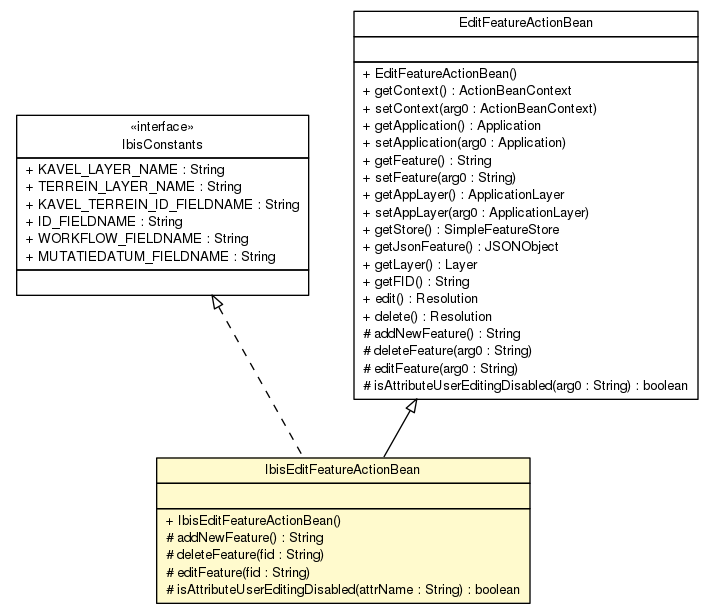 EditFeatureActionBean
+ EditFeatureActionBean()
+ getContext() : ActionBeanContext
+ setContext(arg0 : ActionBeanContext)
+ getApplication() : Application
+ setApplication(arg0 : Application)
+ getFeature() : String
+ setFeature(arg0 : String)
+ getAppLayer() : ApplicationLayer
+ setAppLayer(arg0 : ApplicationLayer)
+ getStore() : SimpleFeatureStore
+ getJsonFeature() : JSONObject
+ getLayer() : Layer
+ getFID() : String
+ edit() : Resolution
+ delete() : Resolution
# addNewFeature() : String
# deleteFeature(arg0 : String)
# editFeature(arg0 : String)
# isAttributeUserEditingDisabled(arg0 : String) : boolean
«interface»
IbisConstants
+ KAVEL_LAYER_NAME : String
+ TERREIN_LAYER_NAME : String
+ KAVEL_TERREIN_ID_FIELDNAME : String
+ ID_FIELDNAME : String
+ WORKFLOW_FIELDNAME : String
+ MUTATIEDATUM_FIELDNAME : String
IbisEditFeatureActionBean
+ IbisEditFeatureActionBean()
# addNewFeature() : String
# deleteFeature(fid : String)
# editFeature(fid : String)
# isAttributeUserEditingDisabled(attrName : String) : boolean